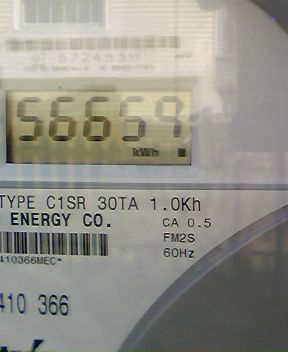 56659
kWh
TYPE C1SR 30TA 1.0Kh
ENERGY CO.
CA 0.5
FM2S
60Hz
410366MEC*
410 366